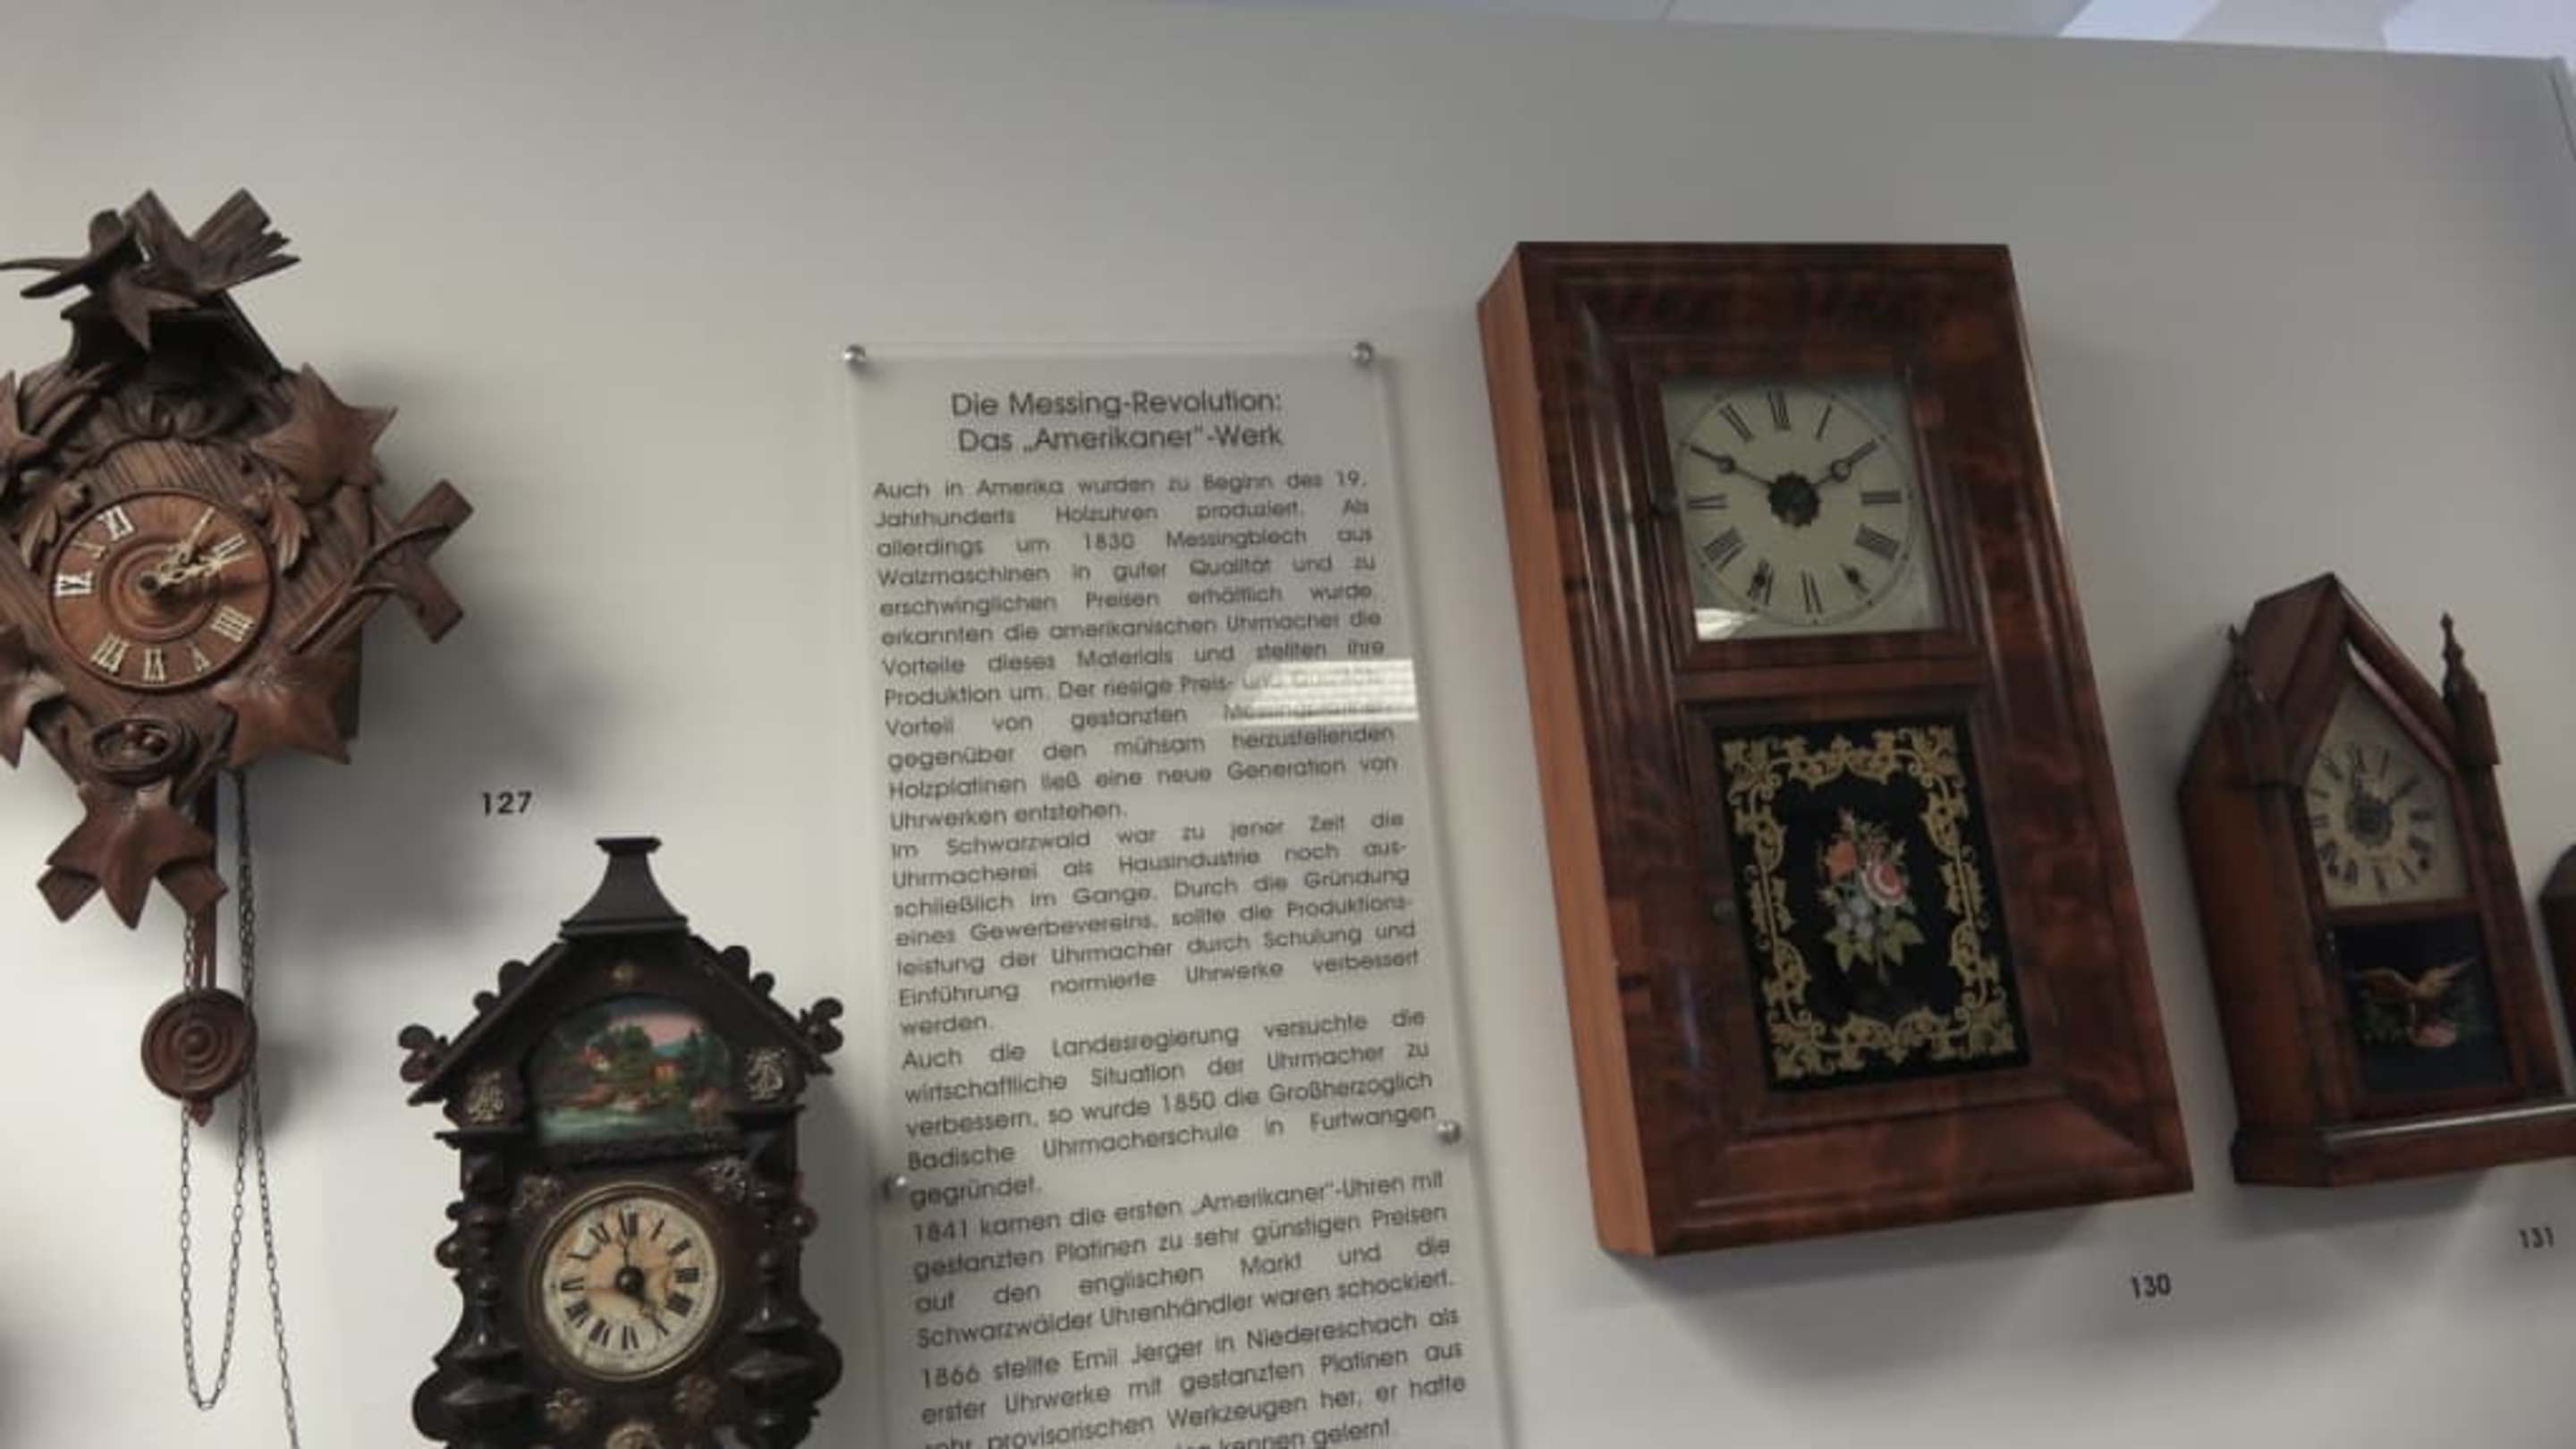 Die Messing-Revolution:
Das „Amerikaner"-Werk
Auch in Amerika wurden zu Beginn des 19.
Jahrhunderts Holzuhren produziert. Als
allerdings um 1830 Messingblech aus
Walzmaschinen in guter Qualität und zu
erschwinglichen Preisen erhältlich wurde,
erkannten die amerikanischen Uhrmacher die
Vorteile dieses Materials und stellten ihre
Produktion um. Der riesige Preis- und
Vorteil von gestanzten
gegenüber den mühsam herzustellenden
Holzplatinen ließ eine neue Generation von
Uhrwerken entstehen.
Im Schwarzwald war zu jener Zeit die
Uhrmacherei als Hausindustrie noch aus-
schließlich im Gange. Durch die Gründung
eines Gewerbevereins, sollte die Produktions-
leistung der Uhrmacher durch Schulung und
Einführung normierte Uhrwerke verbessert
werden.
Auch die Landesregierung versuchte die
wirtschaftliche Situation der Uhrmacher zu
verbessern, so wurde 1850 die Großherzoglich
Badische Uhrmacherschule in Furtwangen
gegründet.
1841 kamen die ersten „Amerikaner"-Uhren mit
gestanzten Platinen zu sehr günstigen Preisen
auf den englischen Markt und die
Schwarzwälder Uhrenhändler waren schockiert.
1866 stellte Emil Jerger in Niedereschach als
erster Uhrwerke mit gestanzten Platinen aus
sehr provisorischen Werkzeugen her, er hatte
kennen gelernt
127
130
131